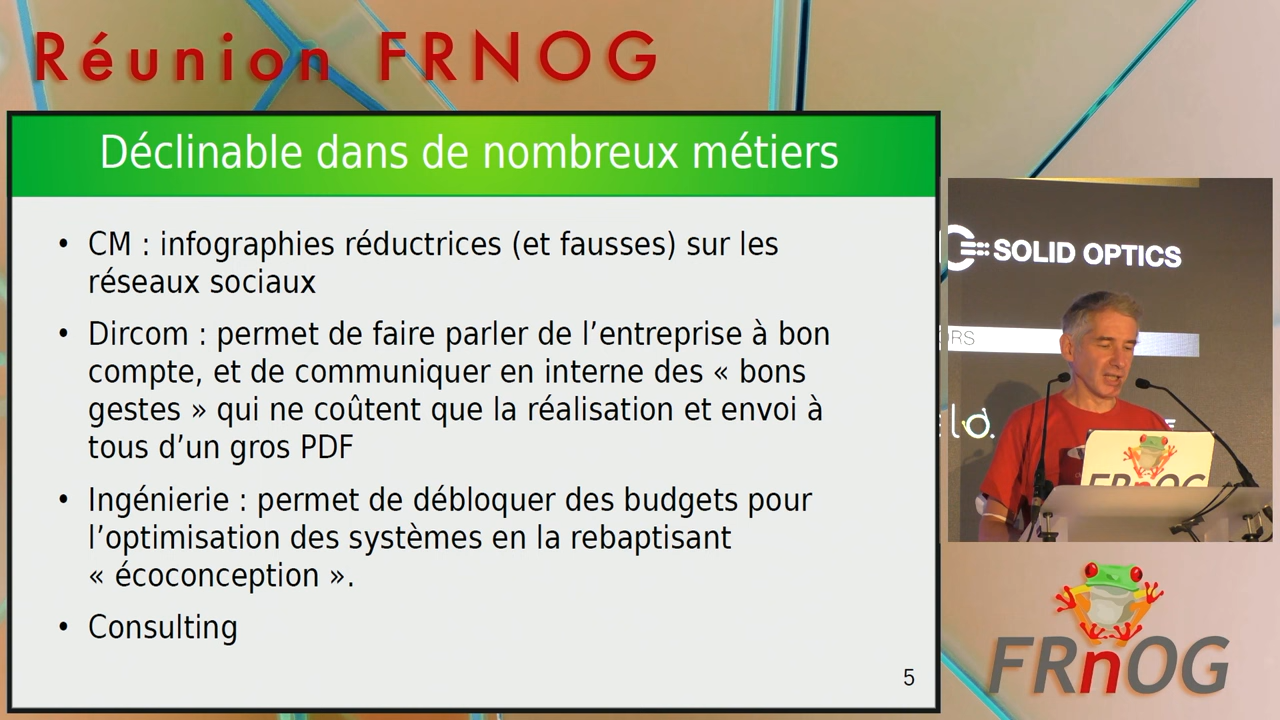 Réunion FRNOG
Déclinable dans de nombreux métiers
• CM : infographies réductrices (et fausses) sur les
réseaux sociaux
• Dircom : permet de faire parler de l’entreprise à bon
compte, et de communiquer en interne des « bons
gestes » qui ne coûtent que la réalisation et envoi à
tous d’un gros PDF
• Ingénierie : permet de débloquer des budgets pour
l’optimisation des systèmes en la rebaptisant
« écoconception ».
• Consulting
5
SOLID OPTICS
FRnOG
FRnOG